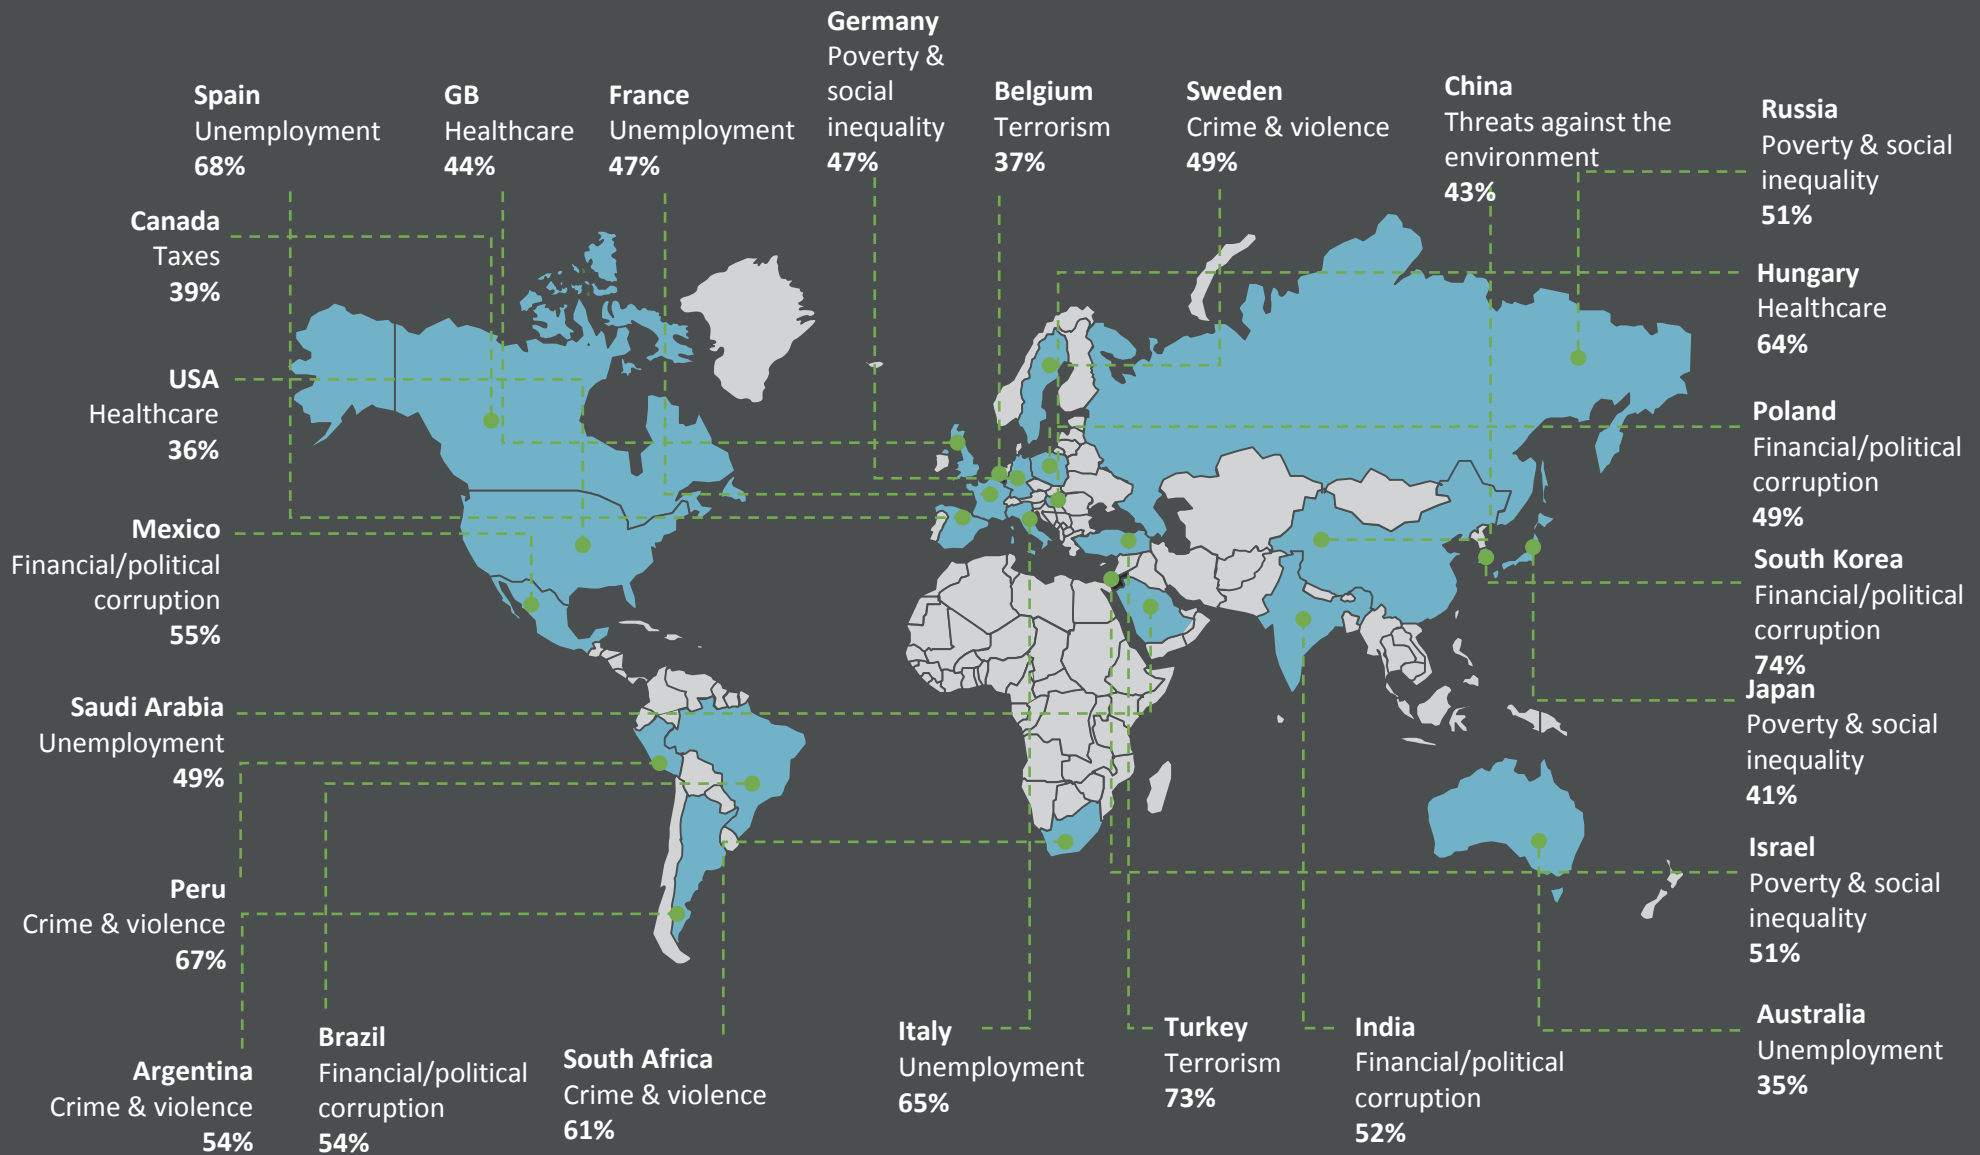 Germany
Poverty &
social
inequality
47%
Spain
Unemployment
68%
GB
Healthcare
44%
France
Unemployment
47%
Belgium
Terrorism
37%
Sweden
Crime & violence
49%
China
Threats against the
environment
43%
Russia
Poverty & social
inequality
51%
Canada
Taxes
39%
Hungary
Healthcare
64%
USA
Healthcare
36%
Poland
Financial/political
corruption
49%
Mexico
Financial/political
corruption
55%
South Korea
Financial/political
corruption
74%
Saudi Arabia
Unemployment
49%
Japan
Poverty & social
inequality
41%
Peru
Crime & violence
67%
Israel
Poverty & social
inequality
51%
Argentina
Crime & violence
54%
Brazil
Financial/political
corruption
54%
South Africa
Crime & violence
61%
Italy
Unemployment
65%
Turkey
Terrorism
73%
India
Financial/political
corruption
52%
Australia
Unemployment
35%